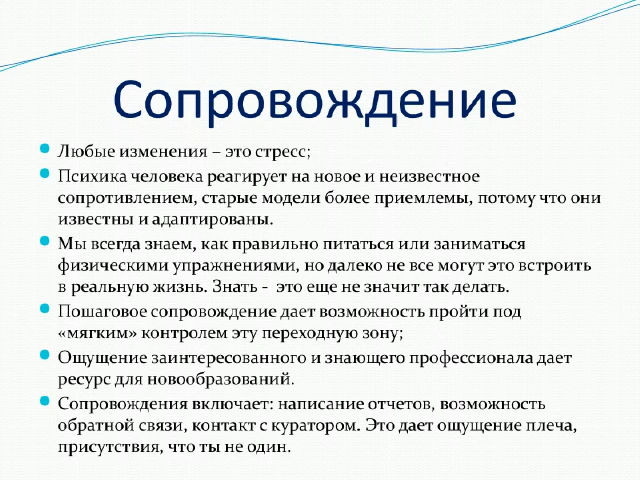 Сопровождение
Любые изменения – это стресс;
Психика человека реагирует на новое и неизвестное
сопротивлением, старые модели более приемлемы, потому что они
известны и адаптированы.
Мы всегда знаем, как правильно питаться или заниматься
физическими упражнениями, но далеко не все могут это встроить
в реальную жизнь. Знать -  это еще не значит так делать.
Пошаговое сопровождение дает возможность пройти под
«мягким» контролем эту переходную зону;
Ощущение заинтересованного и знающего профессионала дает
ресурс для новообразований.
Сопровождения включает: написание отчетов, возможность
обратной связи, контакт с куратором. Это дает ощущение плеча,
присутствия, что ты не один.